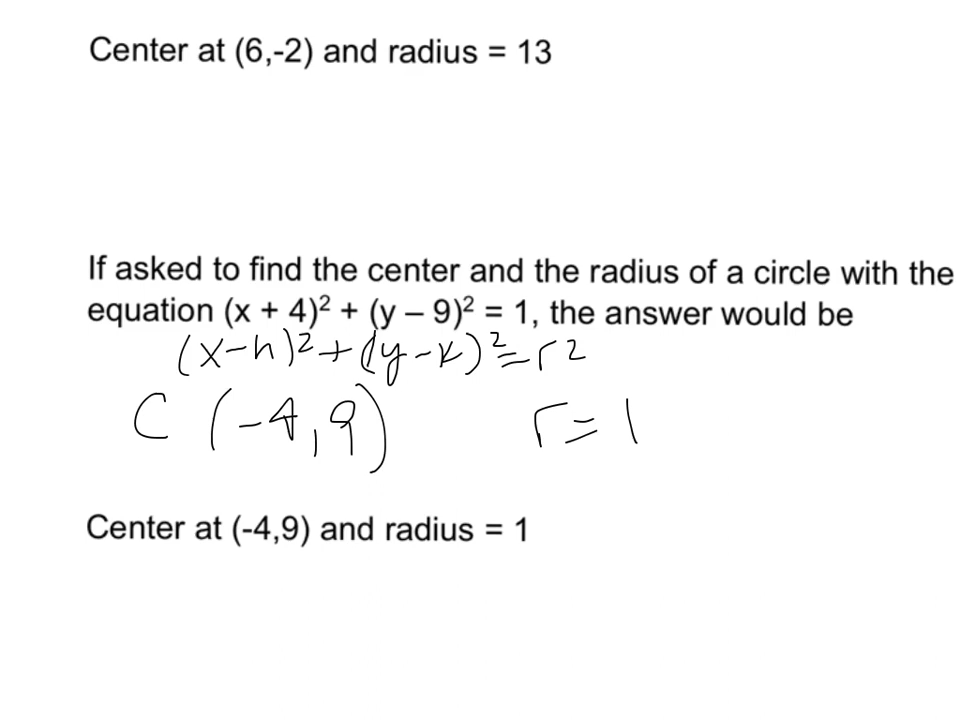 Center at (6,-2) and radius = 13
If asked to find the center and the radius of a circle with the
equation (x + 4)² + (y – 9)² = 1, the answer would be
(x-h)²+(y-k)²=r²
C (-4,9) r=1
Center at (-4,9) and radius = 1